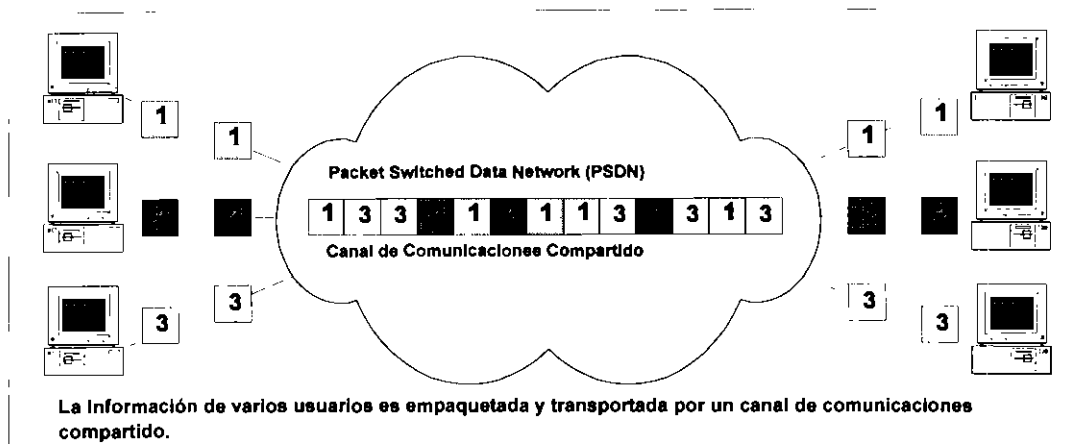 1 1
1 1
Packet Switched Data Network (PSDN)
1 3 3 1 1 1 3 3 1 3
Canal de Comunicaciones Compartido
3 3
3 3
La Información de varios usuarios es empaquetada y transportada por un canal de comunicaciones
compartido.